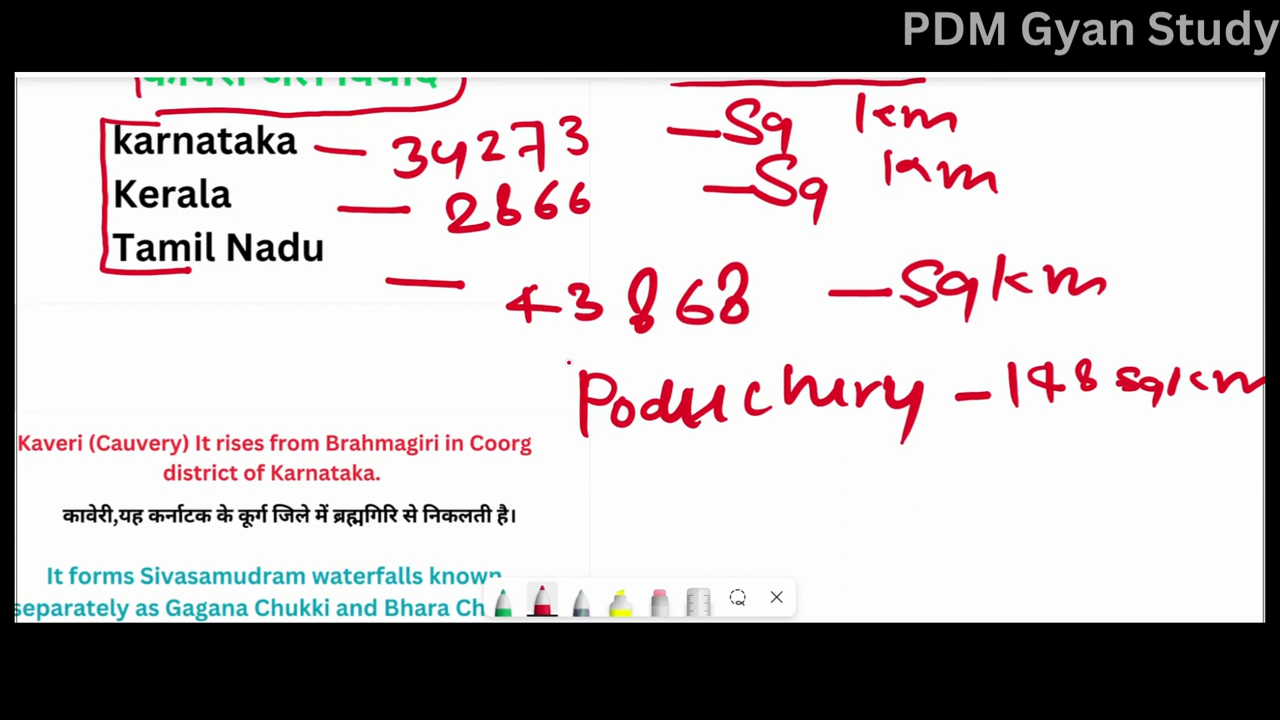 PDM Gyan Study
karnataka — 34273 — Sq km
Kerala — 2866 — Sq km
Tamil Nadu — 43868 — Sqkm
Poduchery - 148 sqkm
Kaveri (Cauvery) It rises from Brahmagiri in Coorg
district of Karnataka.
कावेरी,यह कर्नाटक के कूर्ग जिले में ब्रह्मगिरि से निकलती है।
It forms Sivasamudram waterfalls known
separately as Gagana Chukki and Bhara Ch